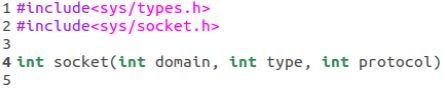 1 #include<sys/types.h>
2 #include<sys/socket.h>
3
4 int socket(int domain, int type, int protocol)
5